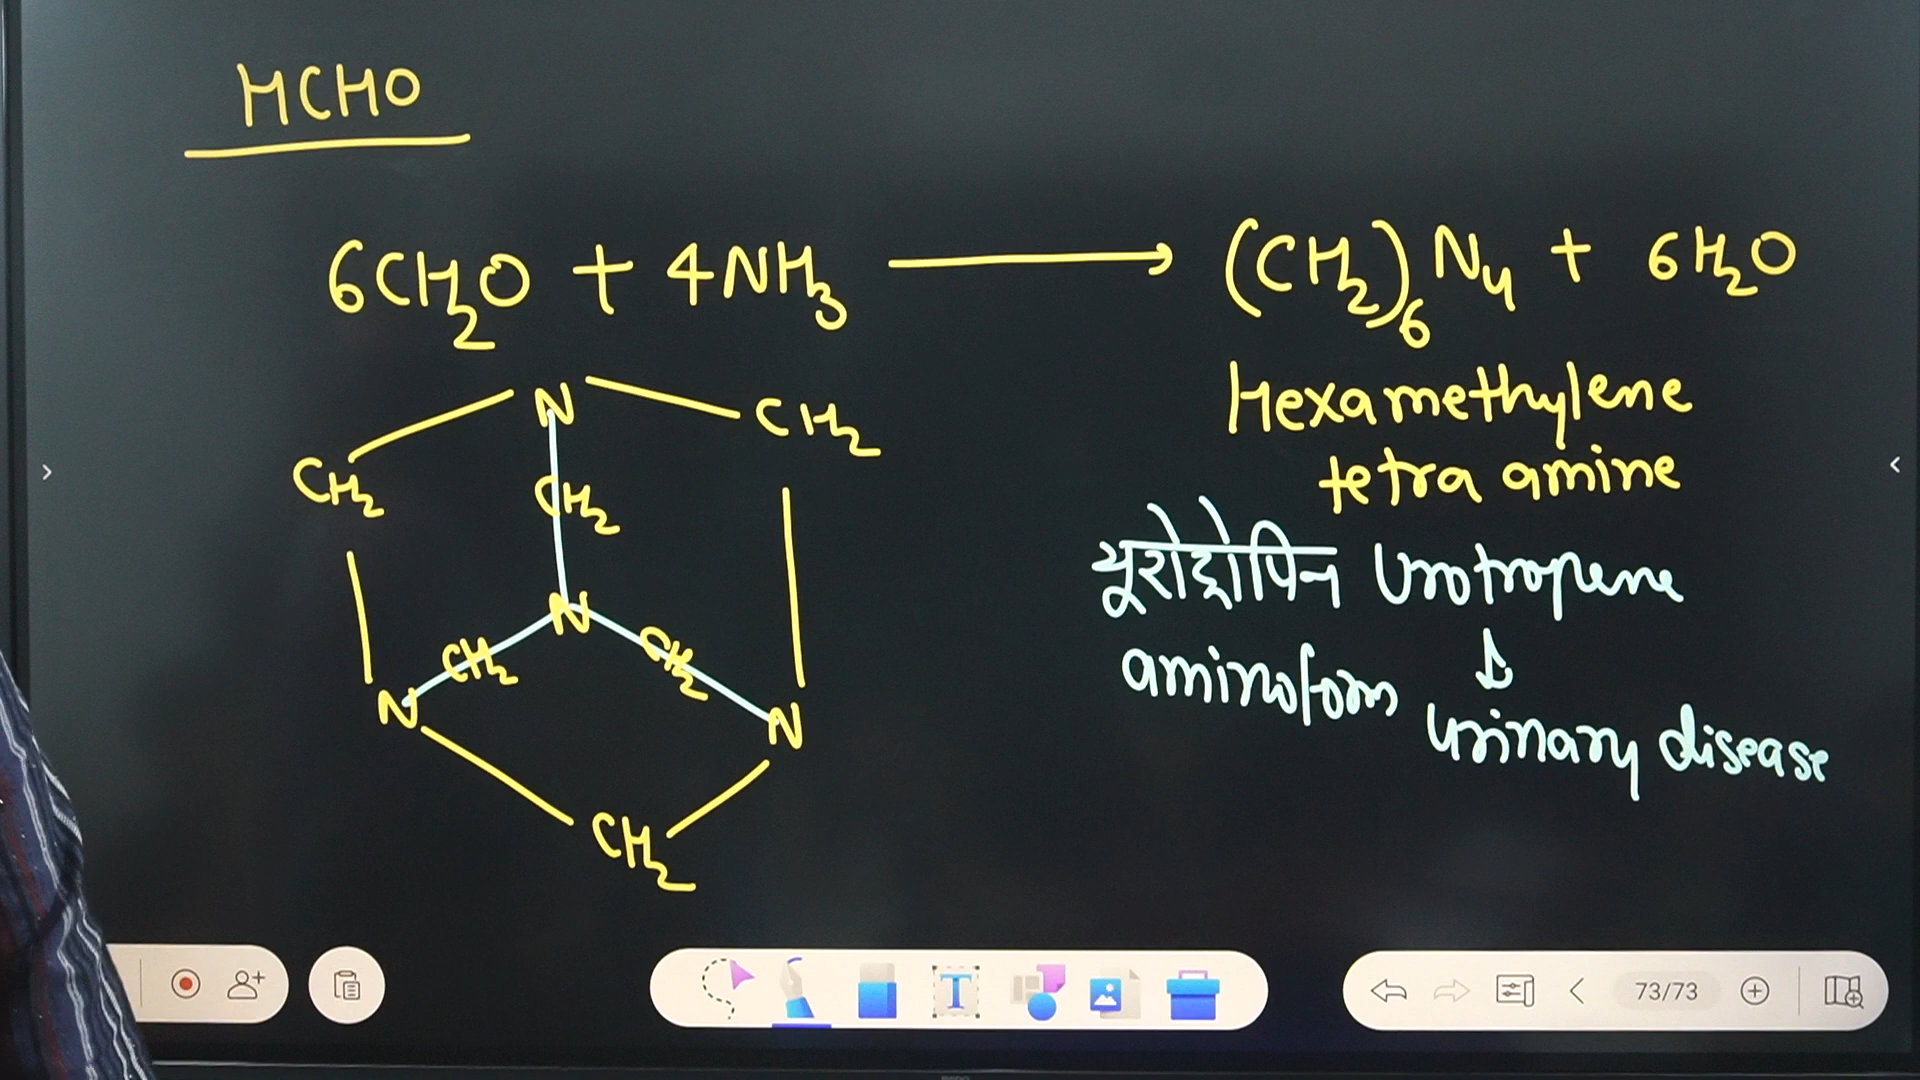 HCHO
6CH₂O + 4NH₃ ⟶ (CH₂)₆N₄ + 6H₂O
N
CH₂
CH₂
CH₂
N
CH₂
CH₂
N
N
CH₂
Hexamethylene
tetra amine
यूरोट्रोपिन Urotropene
aminoform
↓
Urinary disease
T
73/73